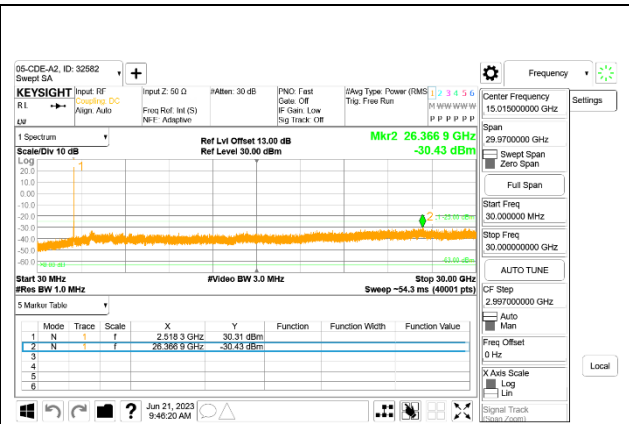 05-CDE-A2, ID: 32582
Swept SA
Frequency
KEYSIGHT
RL
Input: RF
Coupling: DC
Align: Auto
Input Z: 50 Ω
Freq Ref: Int (S)
NFE: Adaptive
#Atten: 30 dB
PNO: Fast
Gate: Off
IF Gain: Low
Sig Track: Off
#Avg Type: Power (RMS
Trig: Free Run
1 2 3 4 5 6
M W W W W W
P P P P P P
Center Frequency
15.015000000 GHz
Settings
Span
29.9700000 GHz
Swept Span
Zero Span
Full Span
Start Freq
30.000000 MHz
Stop Freq
30.000000000 GHz
AUTO TUNE
CF Step
2.997000000 GHz
Auto
Man
Freq Offset
0 Hz
X Axis Scale
Log
Lin
Signal Track
(Span Zoom)
Local
1 Spectrum
Scale/Div 10 dB
Ref Lvl Offset 13.00 dB
Ref Level 30.00 dBm
Mkr2 26.366 9 GHz
-30.43 dBm
Log
20.0
10.0
0.00
-10.0
-20.0
-30.0
-40.0
-50.0
-60.0
1
2
Start 30 MHz
#Res BW 1.0 MHz
#Video BW 3.0 MHz
Stop 30.00 GHz
Sweep ~54.3 ms (40001 pts)
5 Marker Table
Mode Trace Scale X Y Function Function Width Function Value
1 N 1 f 2.518 3 GHz 30.31 dBm
2 N 1 f 26.366 9 GHz -30.43 dBm
3
4
5
6
?
Jun 21, 2023
9:46:20 AM